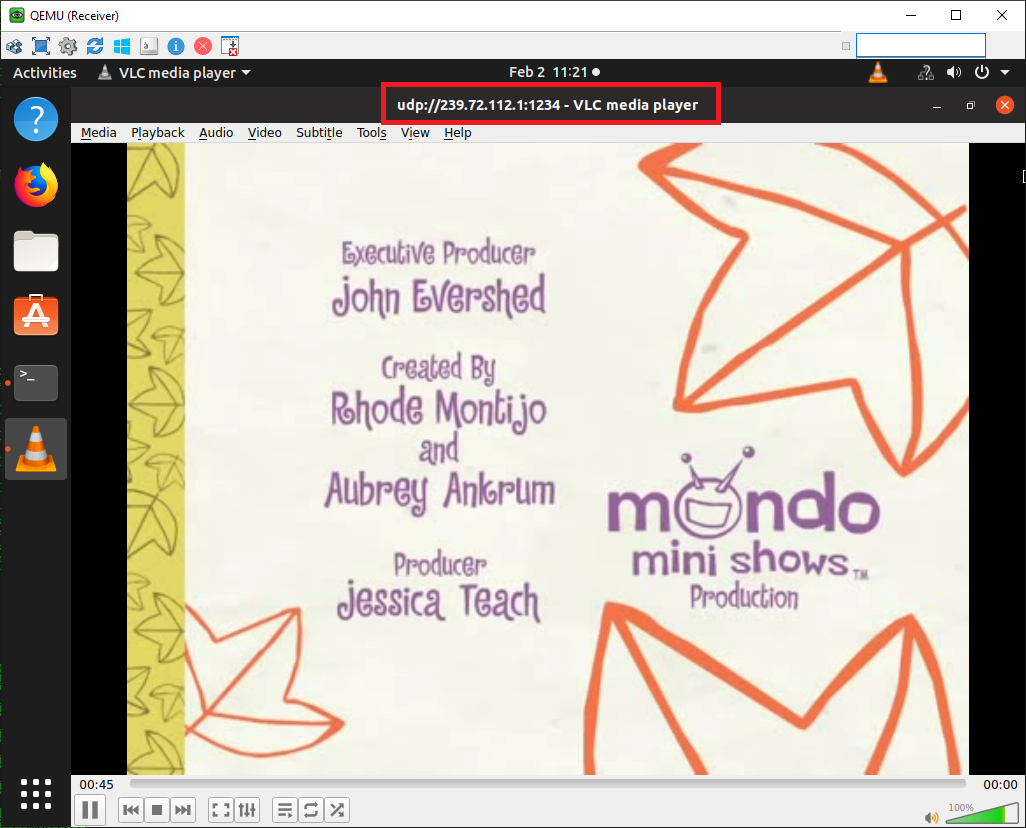 QEMU (Receiver)
Activities VLC media player Feb 2 11:21
udp://239.72.112.1:1234 - VLC media player
Media Playback Audio Video Subtitle Tools View Help
Executive Producer
John Evershed
Created By
Rhode Montijo
and
Aubrey Ankrum
mondo
mini shows™
Production
Producer
Jessica Teach
00:45 00:00
100%